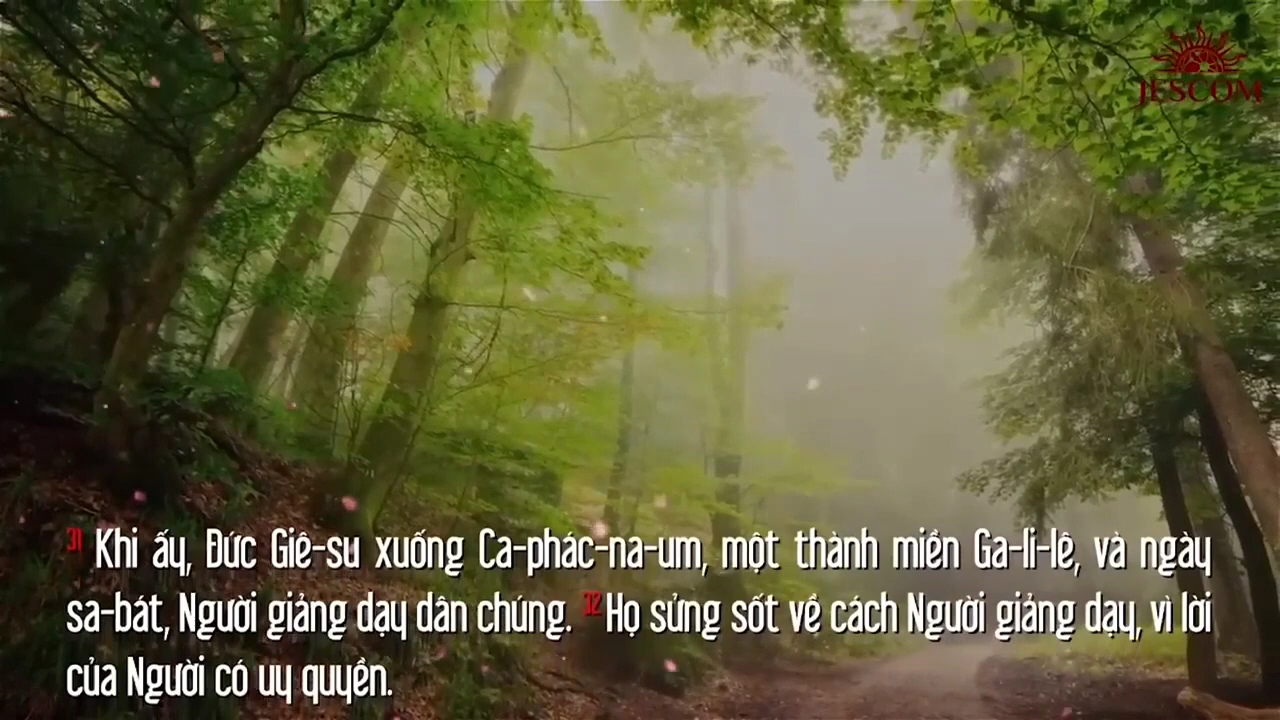 JESCOM
31 Khi ấy, Đức Giê-su xuống Ca-phác-na-um, một thành miền Ga-li-lê, và ngày
sa-bát, Người giảng dạy dân chúng. 32 Họ sửng sốt về cách Người giảng dạy, vì lời
của Người có uy quyền.